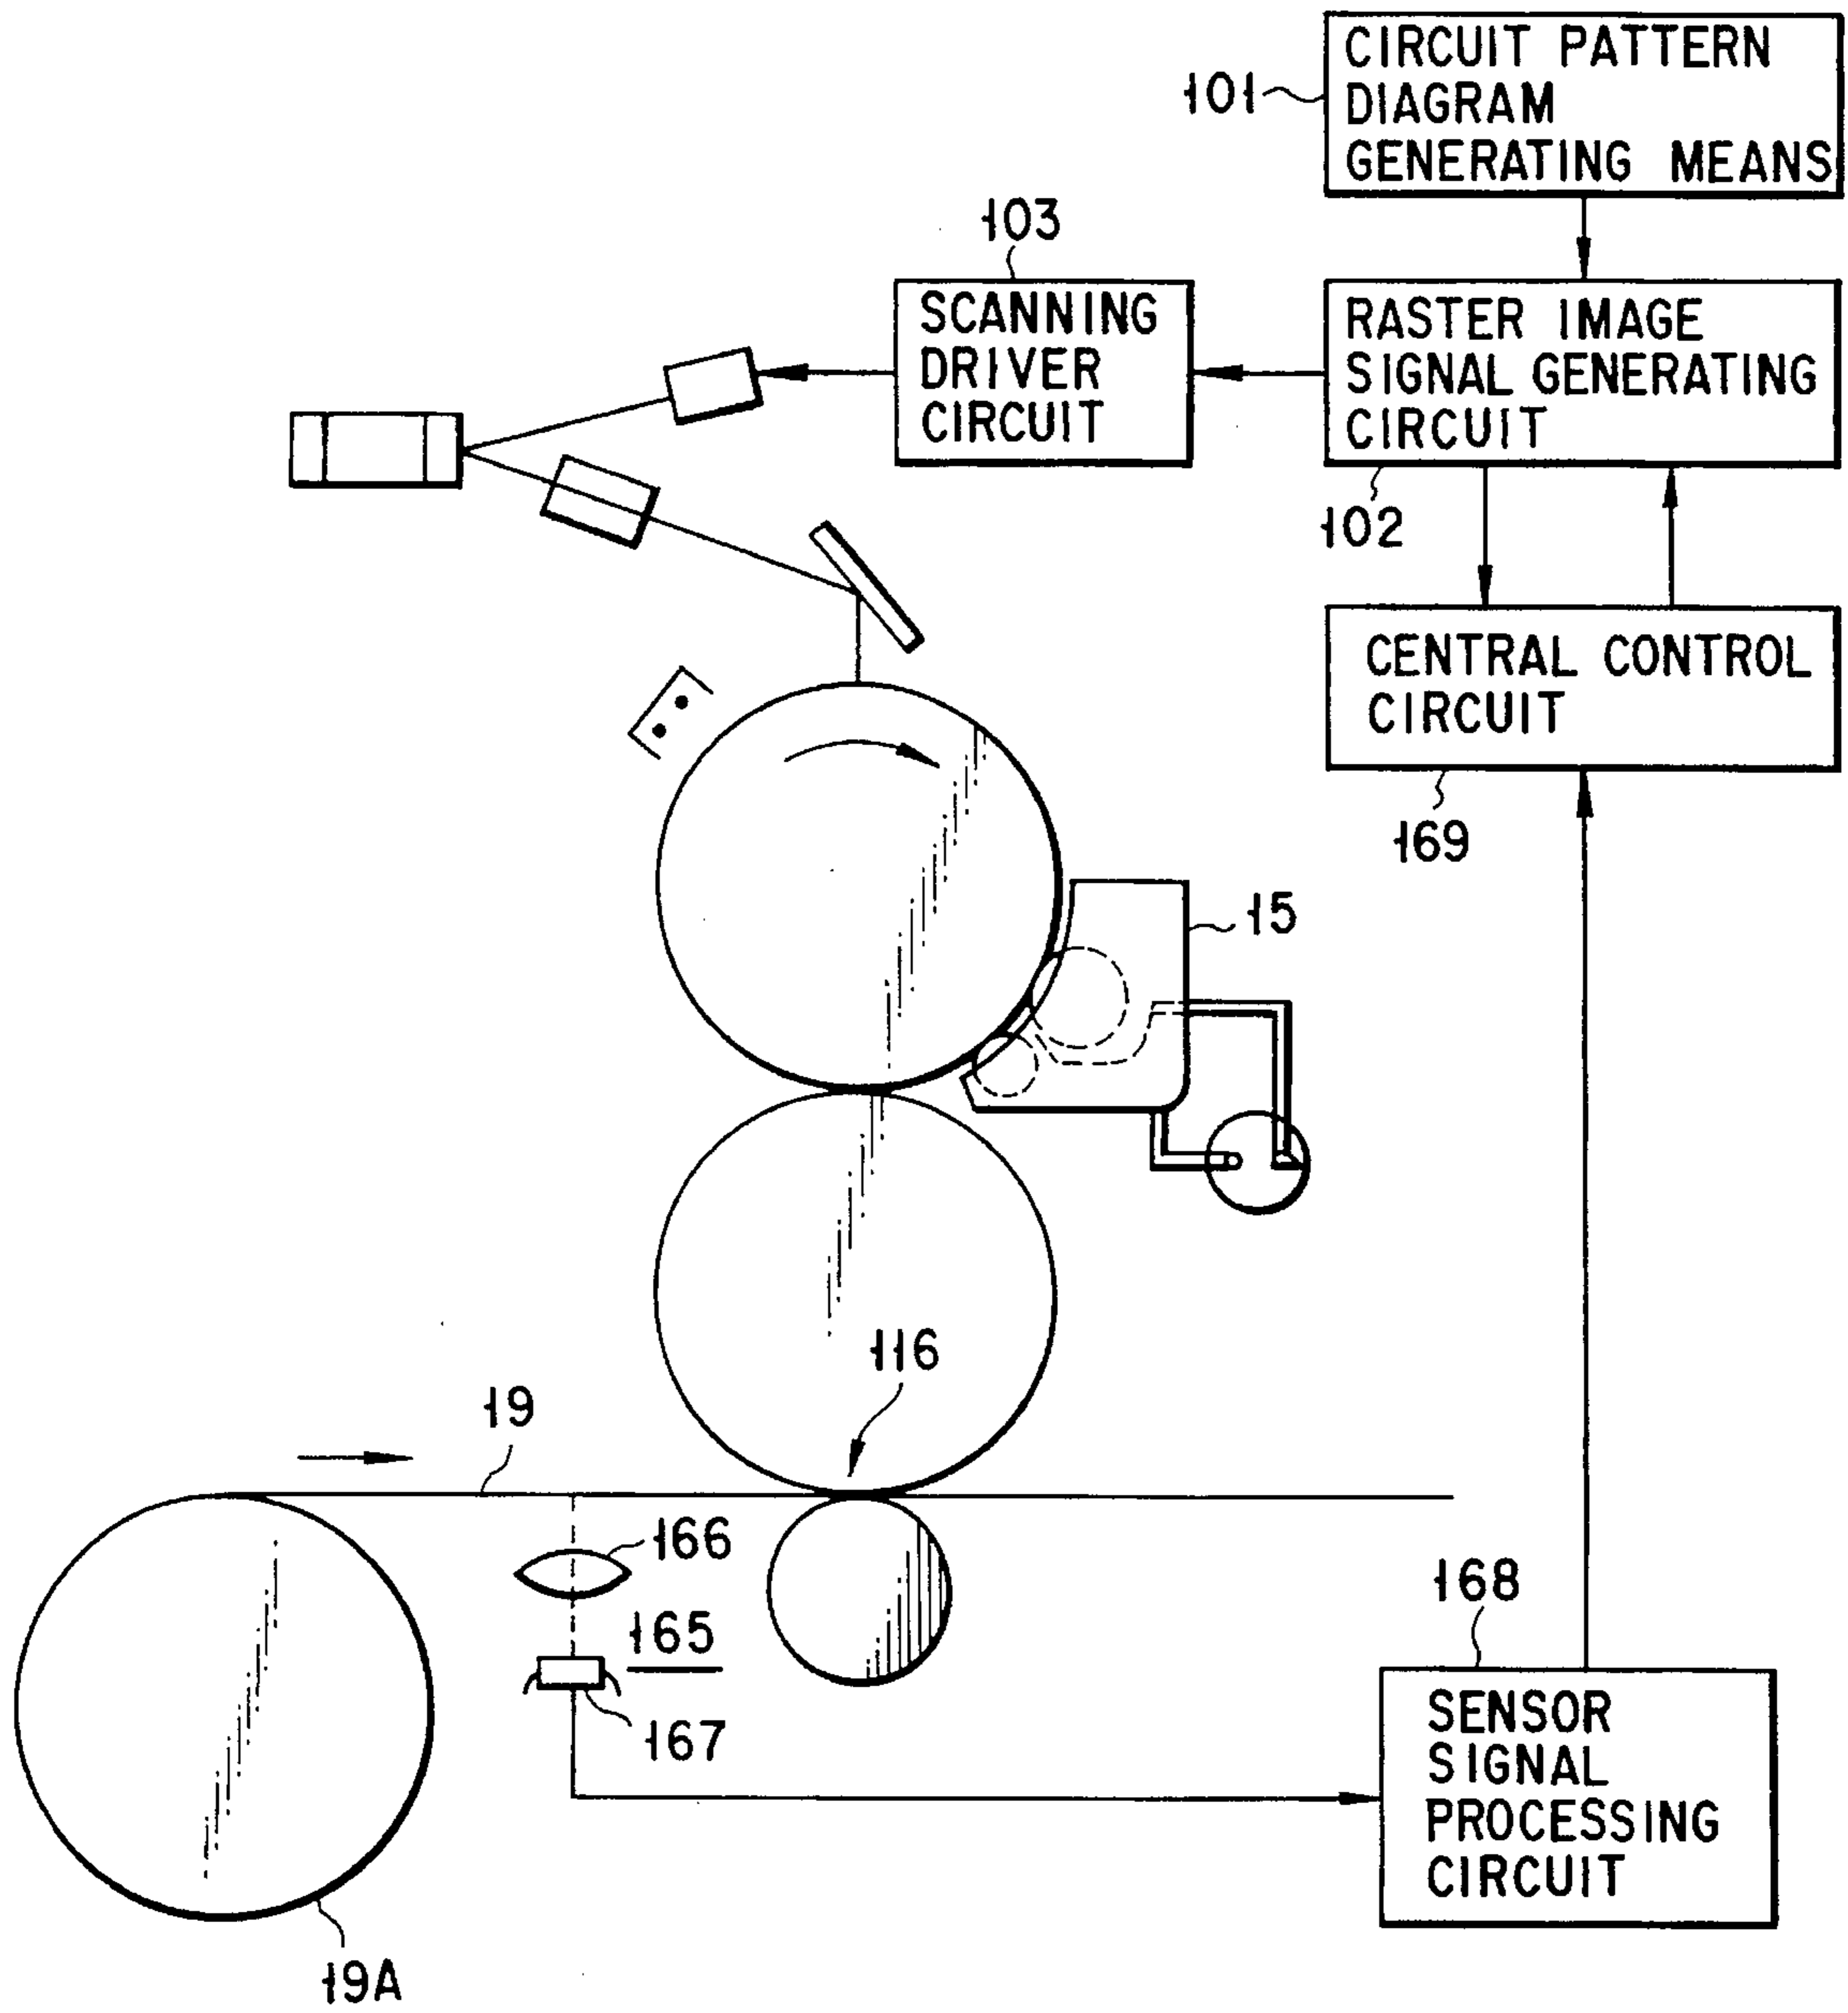 CIRCUIT PATTERN
DIAGRAM
GENERATING MEANS
101
103
SCANNING
DRIVER
CIRCUIT
RASTER IMAGE
SIGNAL GENERATING
CIRCUIT
102
CENTRAL CONTROL
CIRCUIT
169
15
116
19
166
165
167
168
SENSOR
SIGNAL
PROCESSING
CIRCUIT
19A